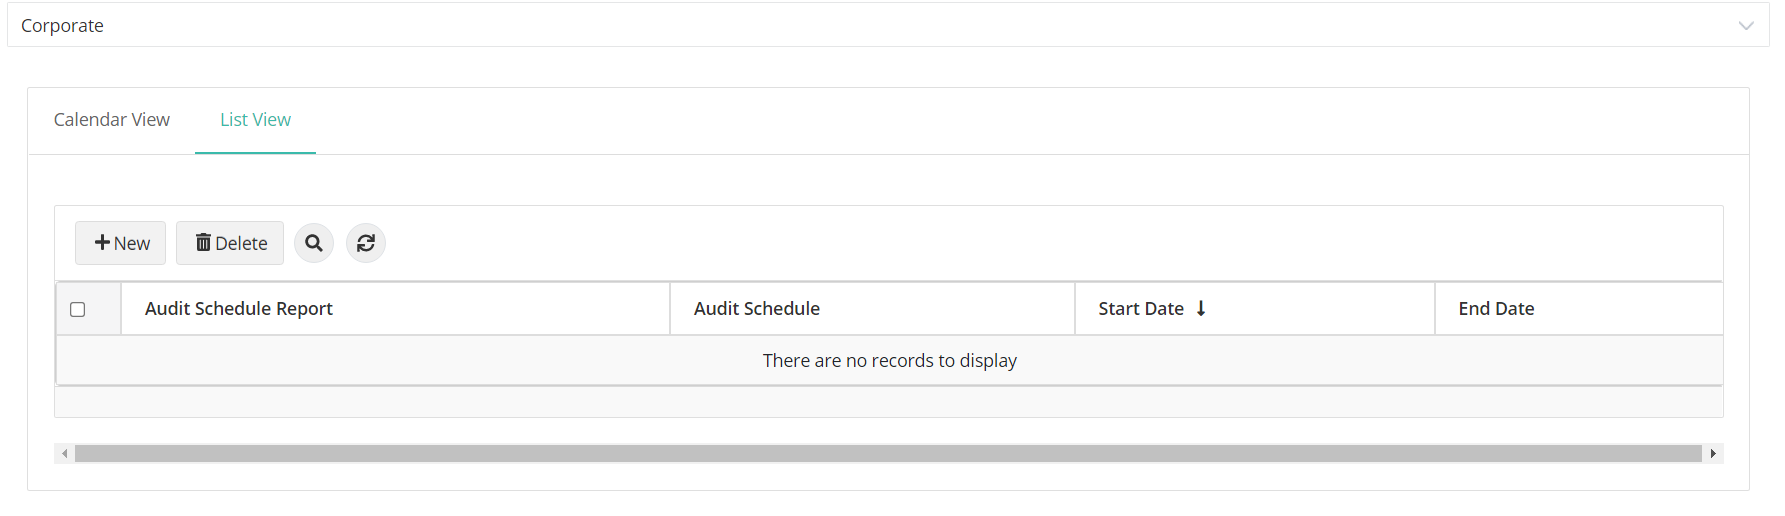 Corporate
Calendar View List View
New Delete
Audit Schedule Report Audit Schedule Start Date End Date
There are no records to display